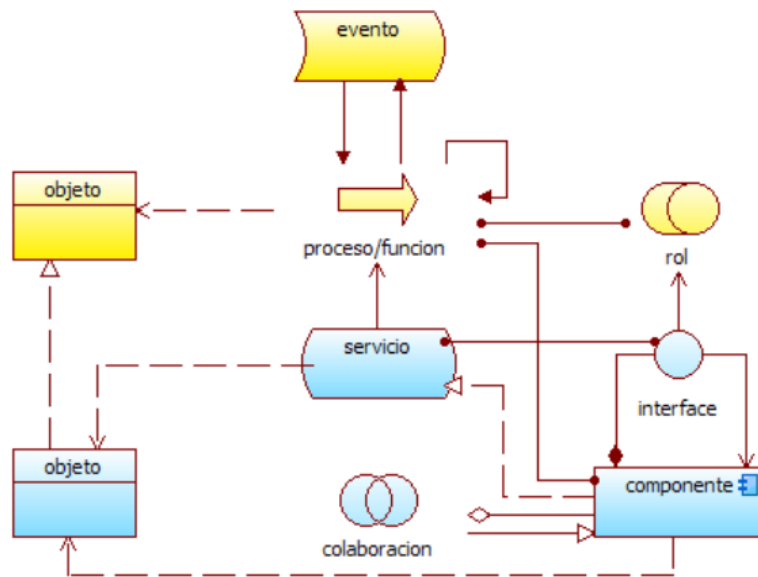 evento
objeto
proceso/funcion
rol
servicio
interface
objeto
componente
colaboracion